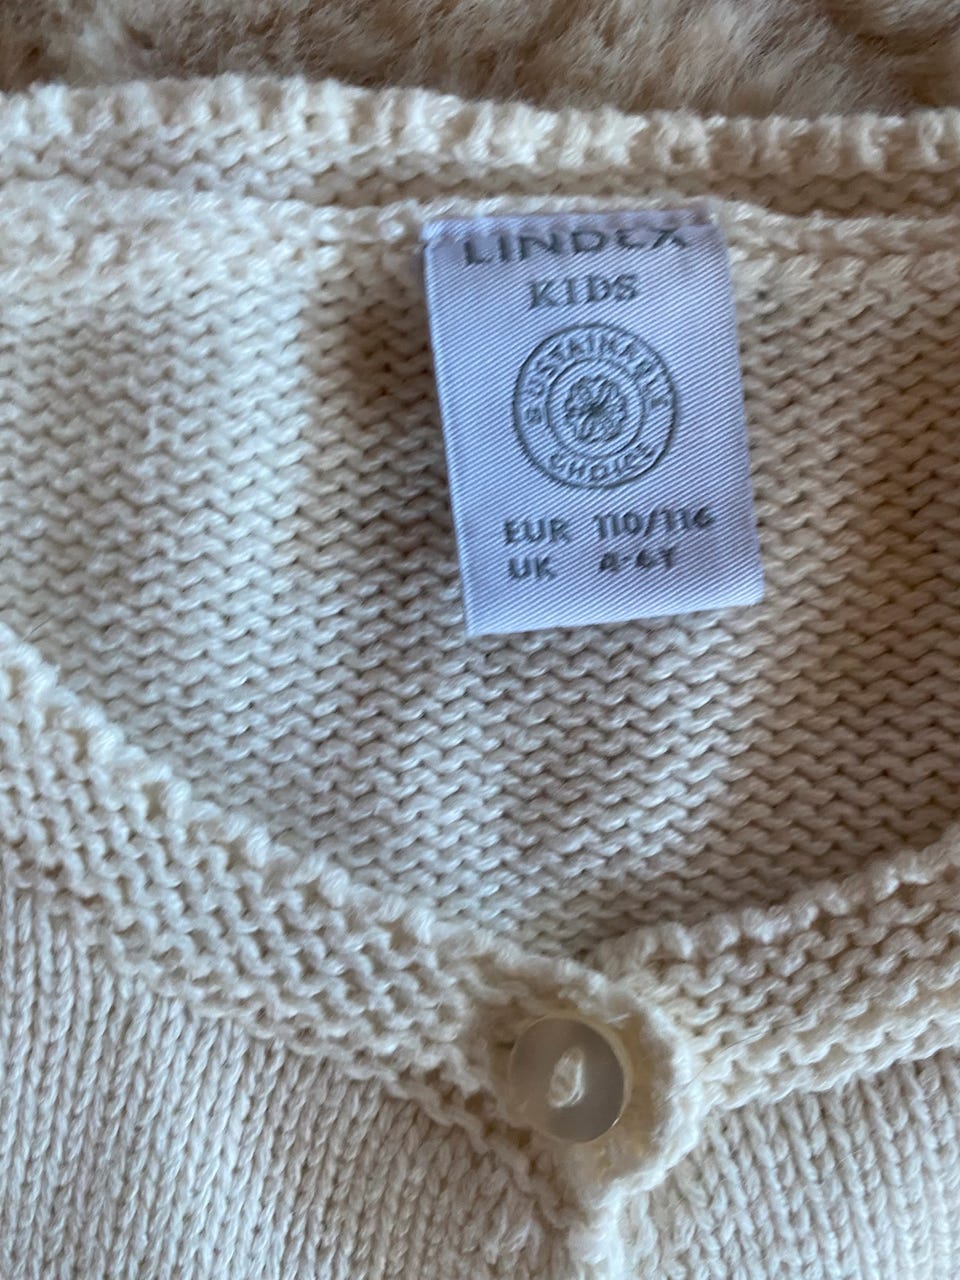 LINDEX
KIDS
SUSTAINABLE
CHOICE
EUR 110/116
UK 4-6Y